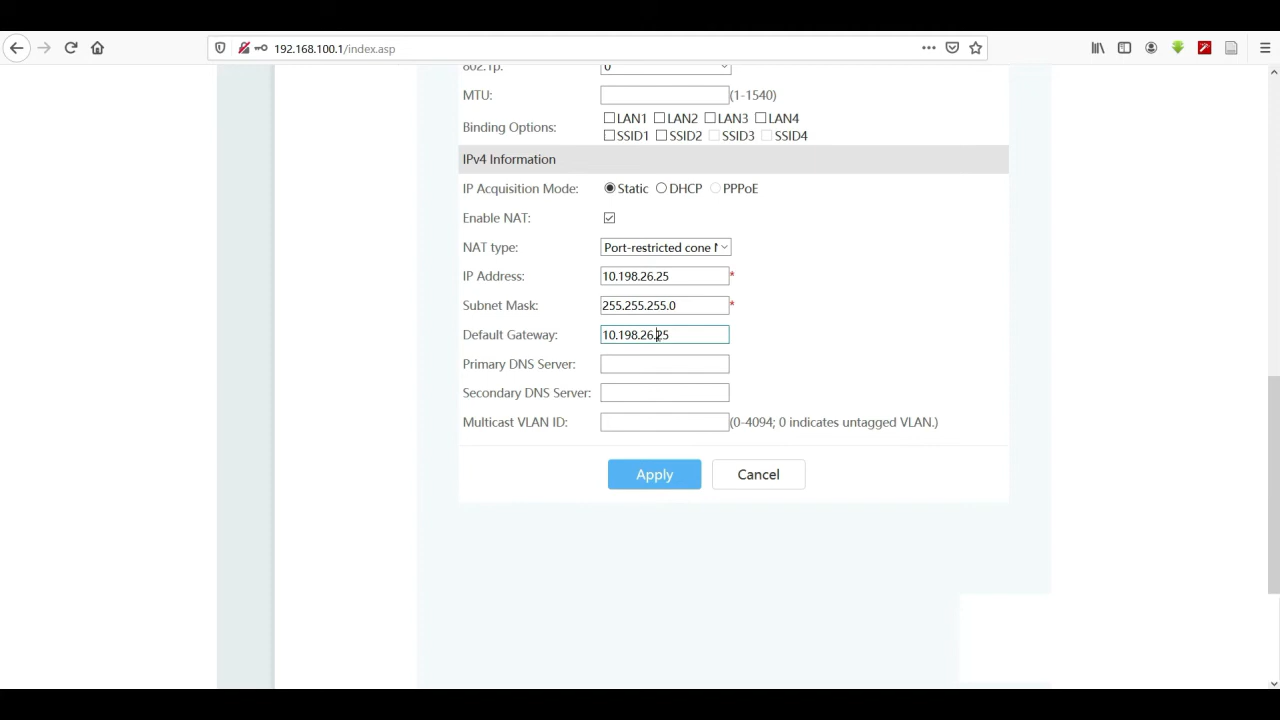 192.168.100.1/index.asp
802.1p: 0
MTU: (1-1540)
Binding Options: LAN1 LAN2 LAN3 LAN4
SSID1 SSID2 SSID3 SSID4
IPv4 Information
IP Acquisition Mode: Static DHCP PPPoE
Enable NAT:
NAT type: Port-restricted cone
IP Address: 10.198.26.25 *
Subnet Mask: 255.255.255.0 *
Default Gateway: 10.198.26.25
Primary DNS Server:
Secondary DNS Server:
Multicast VLAN ID: (0-4094; 0 indicates untagged VLAN.)
Apply Cancel